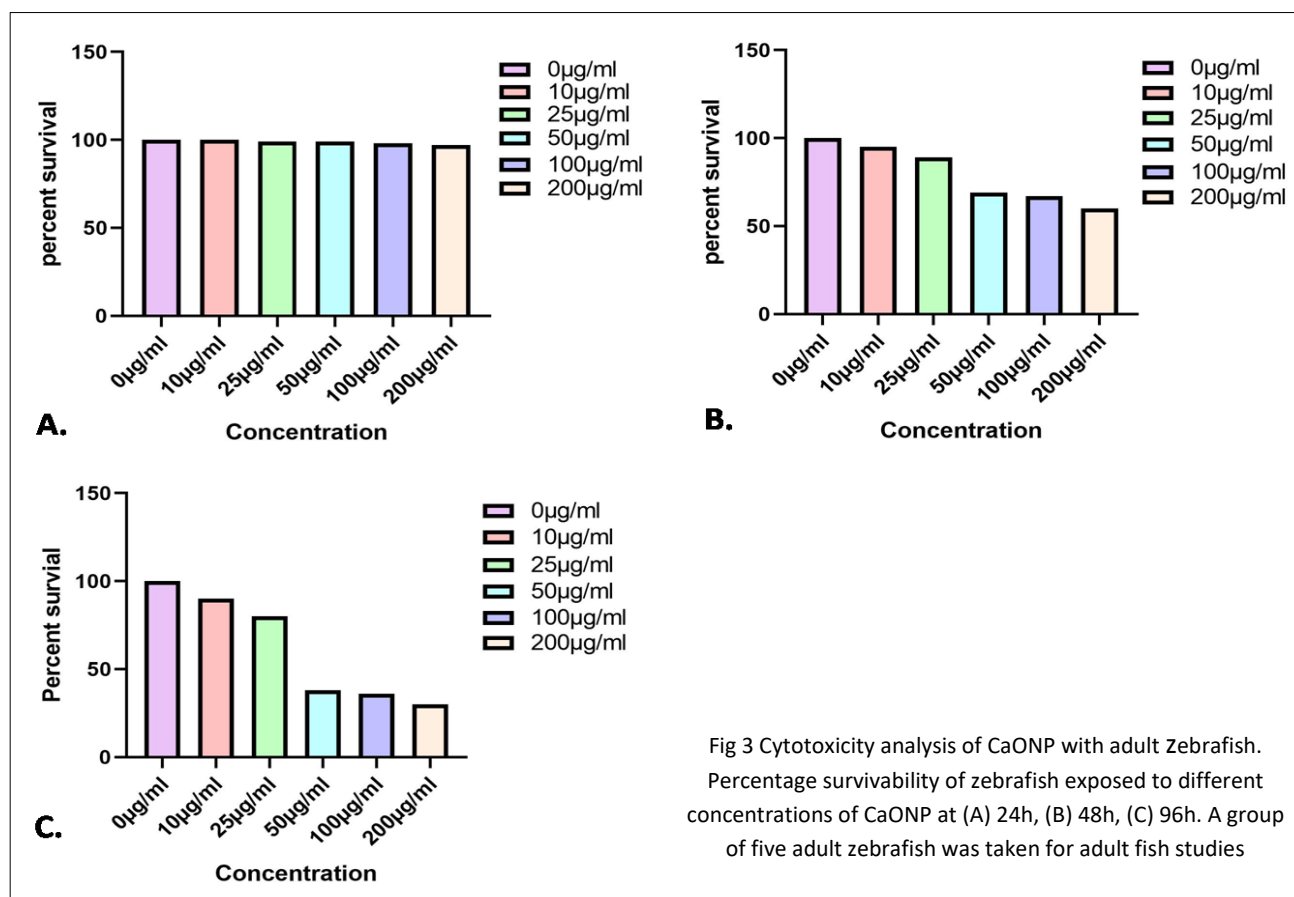 150
100
50
0
percent survival
0µg/ml
10µg/ml
25µg/ml
50µg/ml
100µg/ml
200µg/ml
0µg/ml
10µg/ml
25µg/ml
50µg/ml
100µg/ml
200µg/ml
Concentration
A.
150
100
50
0
percent survival
0µg/ml
10µg/ml
25µg/ml
50µg/ml
100µg/ml
200µg/ml
0µg/ml
10µg/ml
25µg/ml
50µg/ml
100µg/ml
200µg/ml
Concentration
B.
150
100
50
0
Percent survial
0µg/ml
10µg/ml
25µg/ml
50µg/ml
100µg/ml
200µg/ml
0µg/ml
10µg/ml
25µg/ml
50µg/ml
100µg/ml
200µg/ml
Concentration
C.
Fig 3 Cytotoxicity analysis of CaONP with adult zebrafish.
Percentage survivability of zebrafish exposed to different
concentrations of CaONP at (A) 24h, (B) 48h, (C) 96h. A group
of five adult zebrafish was taken for adult fish studies